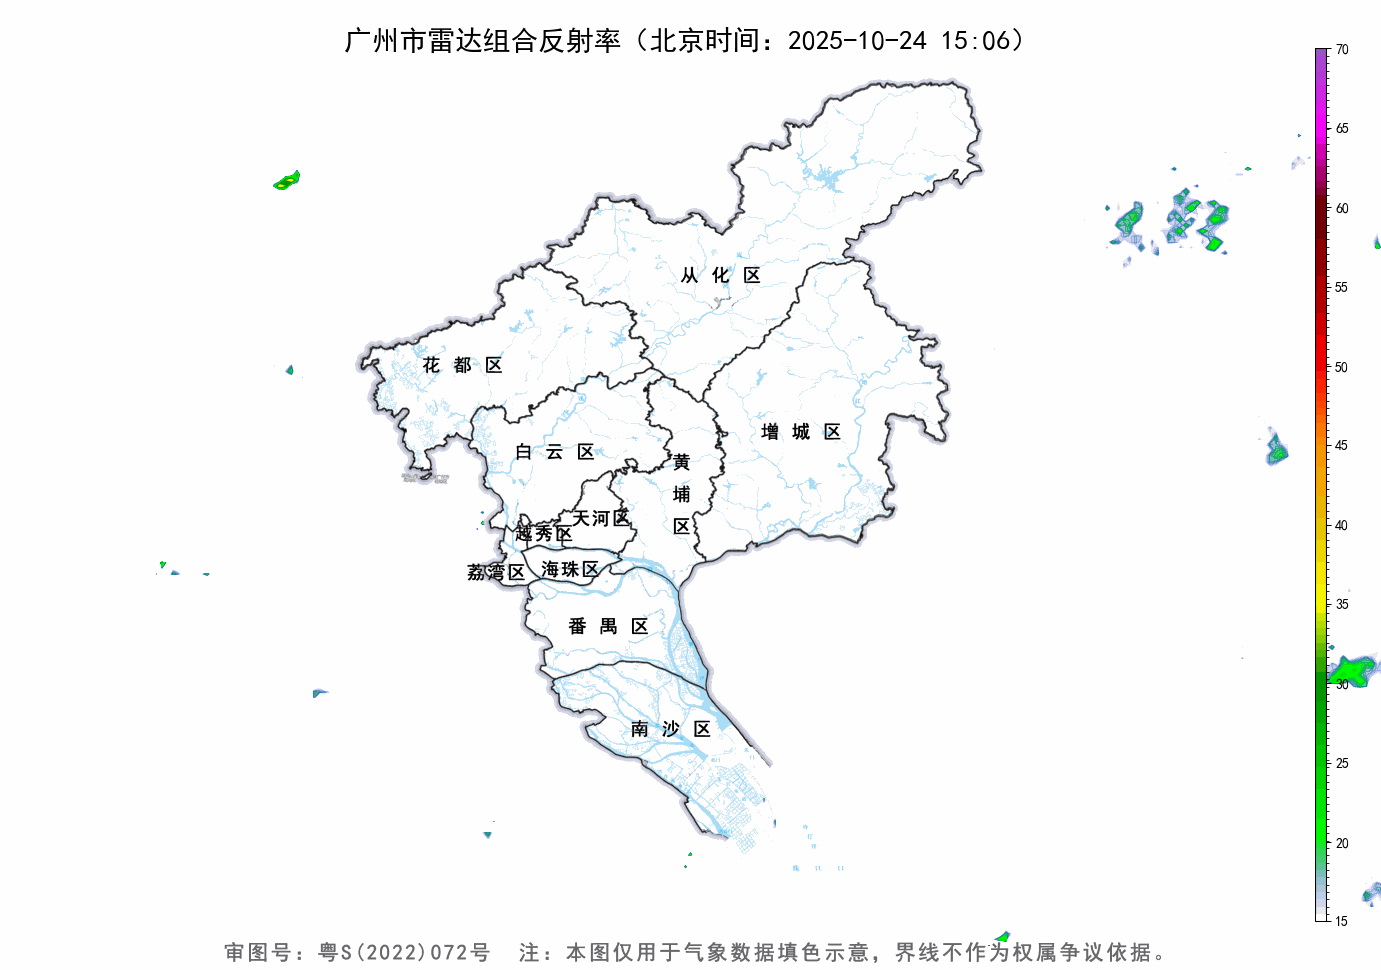 广州市雷达组合反射率（北京时间：2025-10-24 15:06）
70
65
60
55
50
45
40
35
30
25
20
15
从化区
花都区
增城区
白云区
黄埔区
天河区
越秀区
海珠区
荔湾区
番禺区
南沙区
审图号：粤S(2022)072号 注：本图仅用于气象数据填色示意，界线不作为权属争议依据。